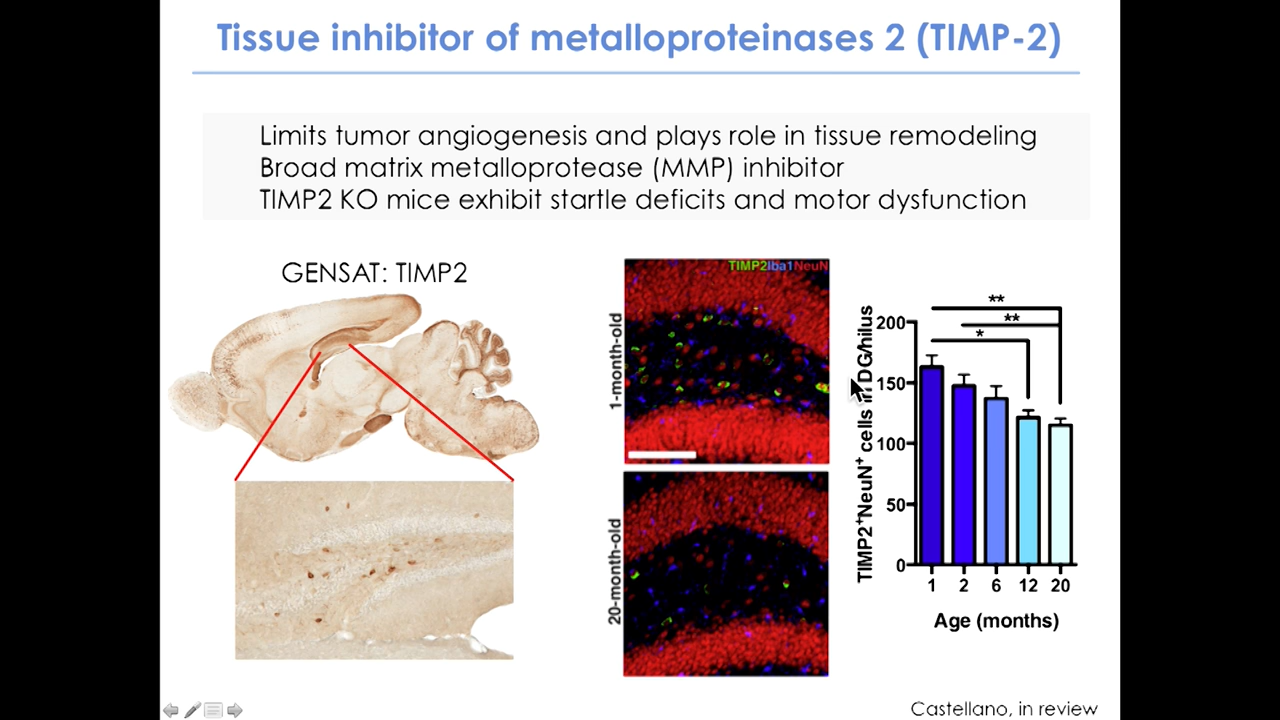 Tissue inhibitor of metalloproteinases 2 (TIMP-2)
Limits tumor angiogenesis and plays role in tissue remodeling
Broad matrix metalloprotease (MMP) inhibitor
TIMP2 KO mice exhibit startle deficits and motor dysfunction
GENSAT: TIMP2
TIMP2Iba1NeuN
1-month-old
20-month-old
TIMP2⁺NeuN⁺ cells in DG/hilus
**
**
*
200
150
100
50
0
1 2 6 12 20
Age (months)
Castellano, in review